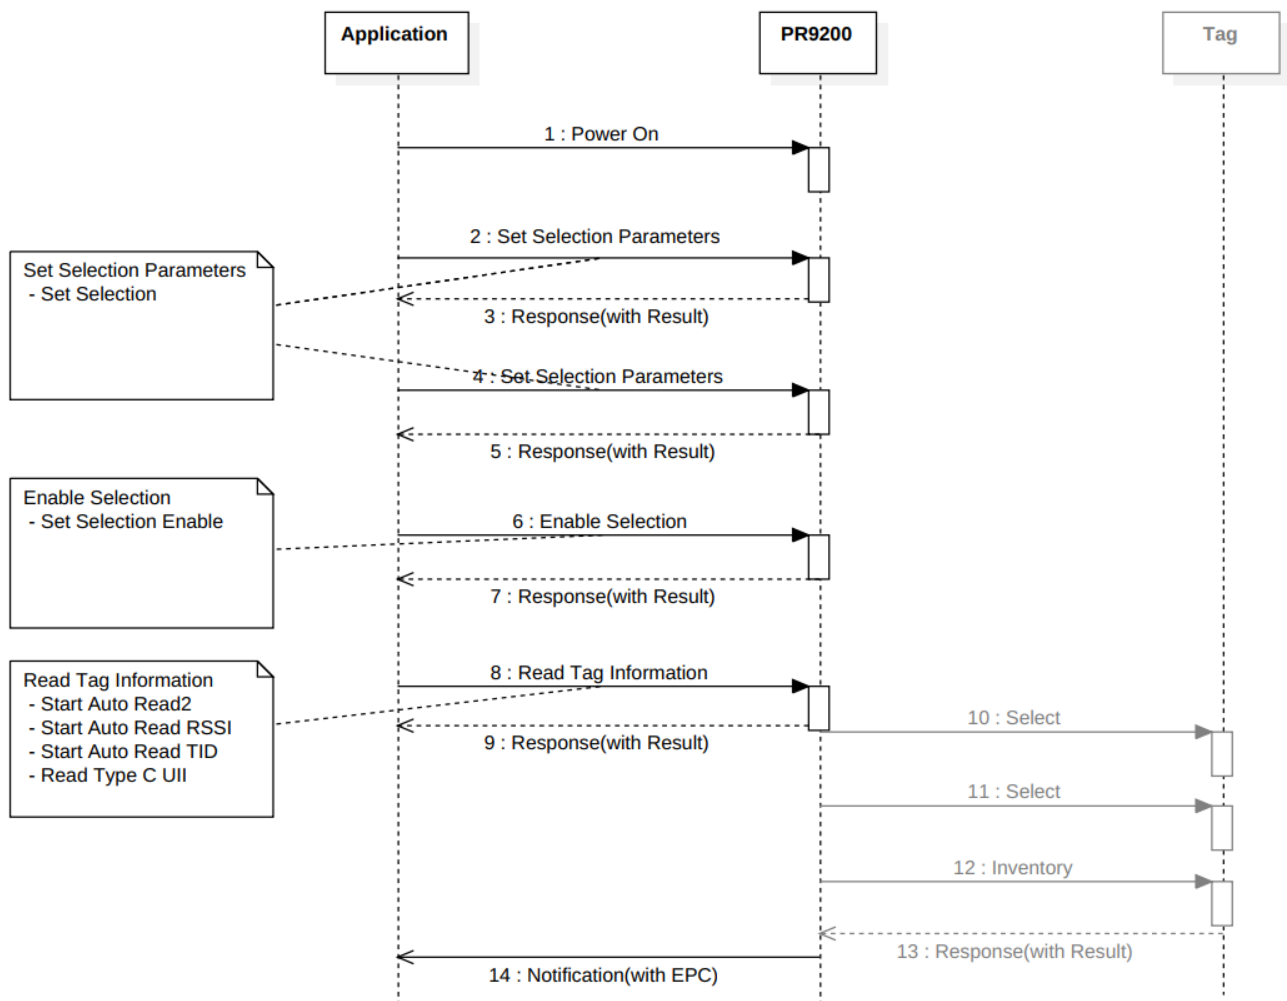 Application
PR9200
Tag
1 : Power On
2 : Set Selection Parameters
Set Selection Parameters
- Set Selection
3 : Response(with Result)
4 : Set Selection Parameters
5 : Response(with Result)
Enable Selection
- Set Selection Enable
6 : Enable Selection
7 : Response(with Result)
Read Tag Information
- Start Auto Read2
- Start Auto Read RSSI
- Start Auto Read TID
- Read Type C UII
8 : Read Tag Information
9 : Response(with Result)
10 : Select
11 : Select
12 : Inventory
13 : Response(with Result)
14 : Notification(with EPC)